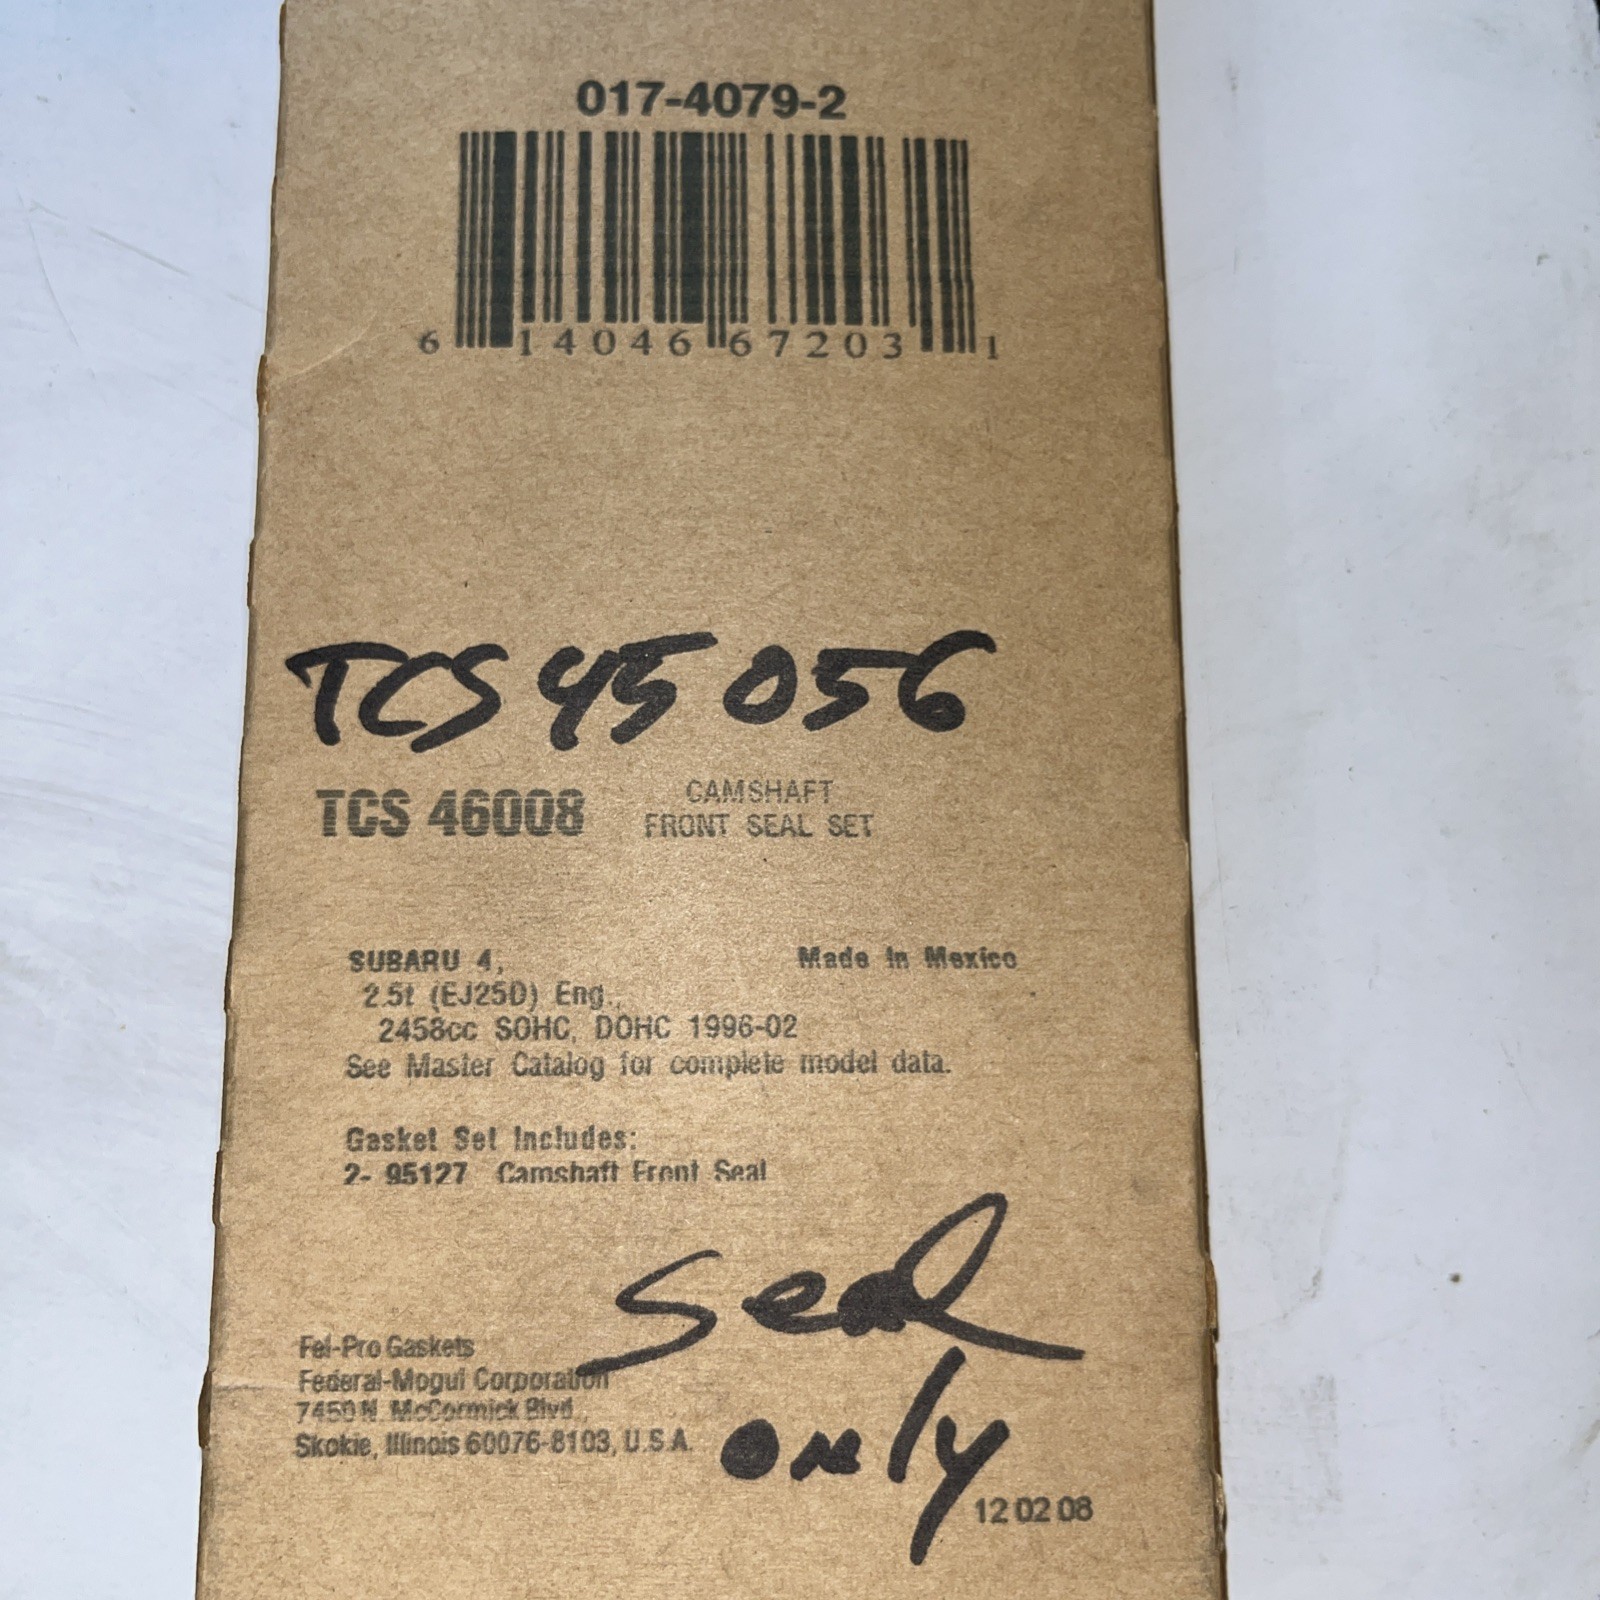 017-4079-2
6 14046 67203 1
TCS 45056
TCS 46008
CAMSHAFT
FRONT SEAL SET
SUBARU 4, Made In Mexico
2.5ℓ (EJ25D) Eng.,
2458cc SOHC, DOHC 1996-02
See Master Catalog for complete model data.
Gasket Set Includes:
2- 95127 Camshaft Front Seal
Seal
only
Fel-Pro Gaskets
Federal-Mogul Corporation
7450 N. McCormick Blvd.,
Skokie, Illinois 60076-8103, U.S.A.
12 02 08